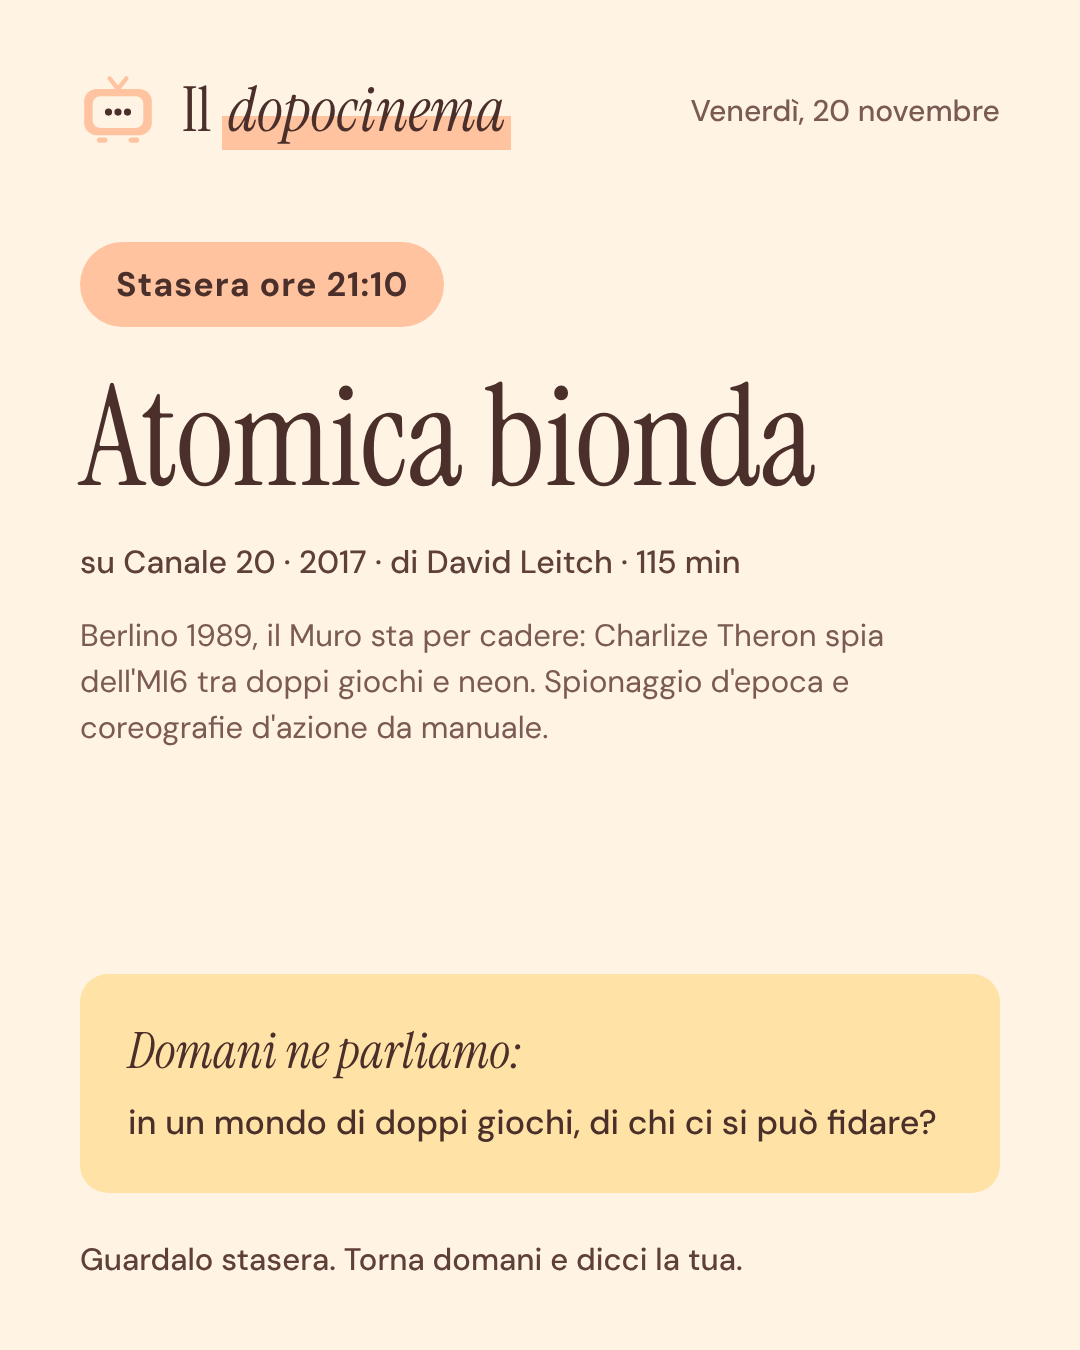 Il dopocinema
Venerdì, 20 novembre
Stasera ore 21:10
Atomica bionda
su Canale 20 · 2017 · di David Leitch · 115 min
Berlino 1989, il Muro sta per cadere: Charlize Theron spia
dell'MI6 tra doppi giochi e neon. Spionaggio d'epoca e
coreografie d'azione da manuale.
Domani ne parliamo:
in un mondo di doppi giochi, di chi ci si può fidare?
Guardalo stasera. Torna domani e dicci la tua.